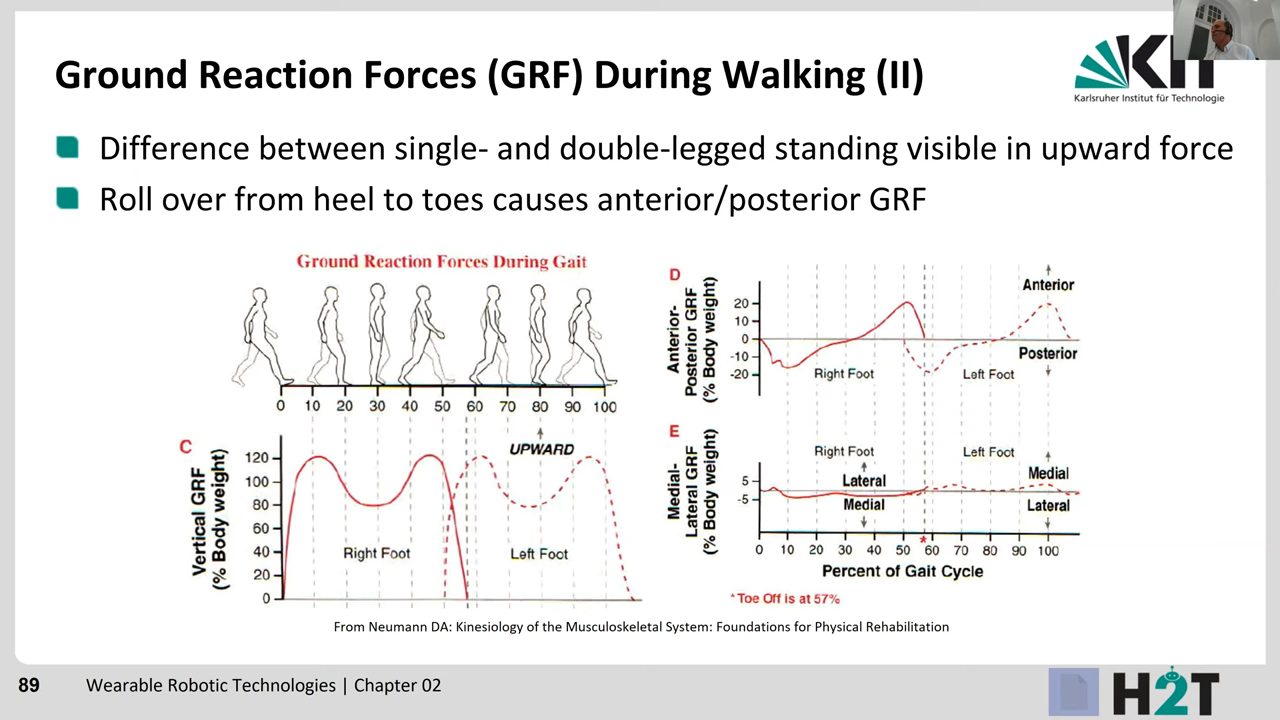 Ground Reaction Forces (GRF) During Walking (II)
KIT
Karlsruher Institut für Technologie
Difference between single- and double-legged standing visible in upward force
Roll over from heel to toes causes anterior/posterior GRF
Ground Reaction Forces During Gait
0 10 20 30 40 50 60 70 80 90 100
C
UPWARD
Vertical GRF
(% Body weight)
120
100
80
60
40
20
0
Right Foot
Left Foot
D
Anterior-
Posterior GRF
(% Body weight)
20
10
0
-10
-20
Anterior
Posterior
Right Foot
Left Foot
E
Medial-
Lateral GRF
(% Body weight)
5
-5
Right Foot
Left Foot
Lateral
Medial
Medial
Lateral
*
0 10 20 30 40 50 60 70 80 90 100
Percent of Gait Cycle
*Toe Off is at 57%
From Neumann DA: Kinesiology of the Musculoskeletal System: Foundations for Physical Rehabilitation
89
Wearable Robotic Technologies | Chapter 02
H2T